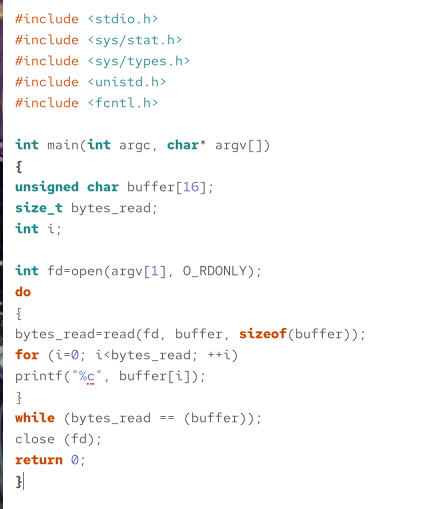 #include <stdio.h>
#include <sys/stat.h>
#include <sys/types.h>
#include <unistd.h>
#include <fcntl.h>
int main(int argc, char* argv[])
{
unsigned char buffer[16];
size_t bytes_read;
int i;
int fd=open(argv[1], O_RDONLY);
do
{
bytes_read=read(fd, buffer, sizeof(buffer));
for (i=0; i<bytes_read; ++i)
printf("%c", buffer[i]);
}
while (bytes_read == (buffer));
close (fd);
return 0;
}